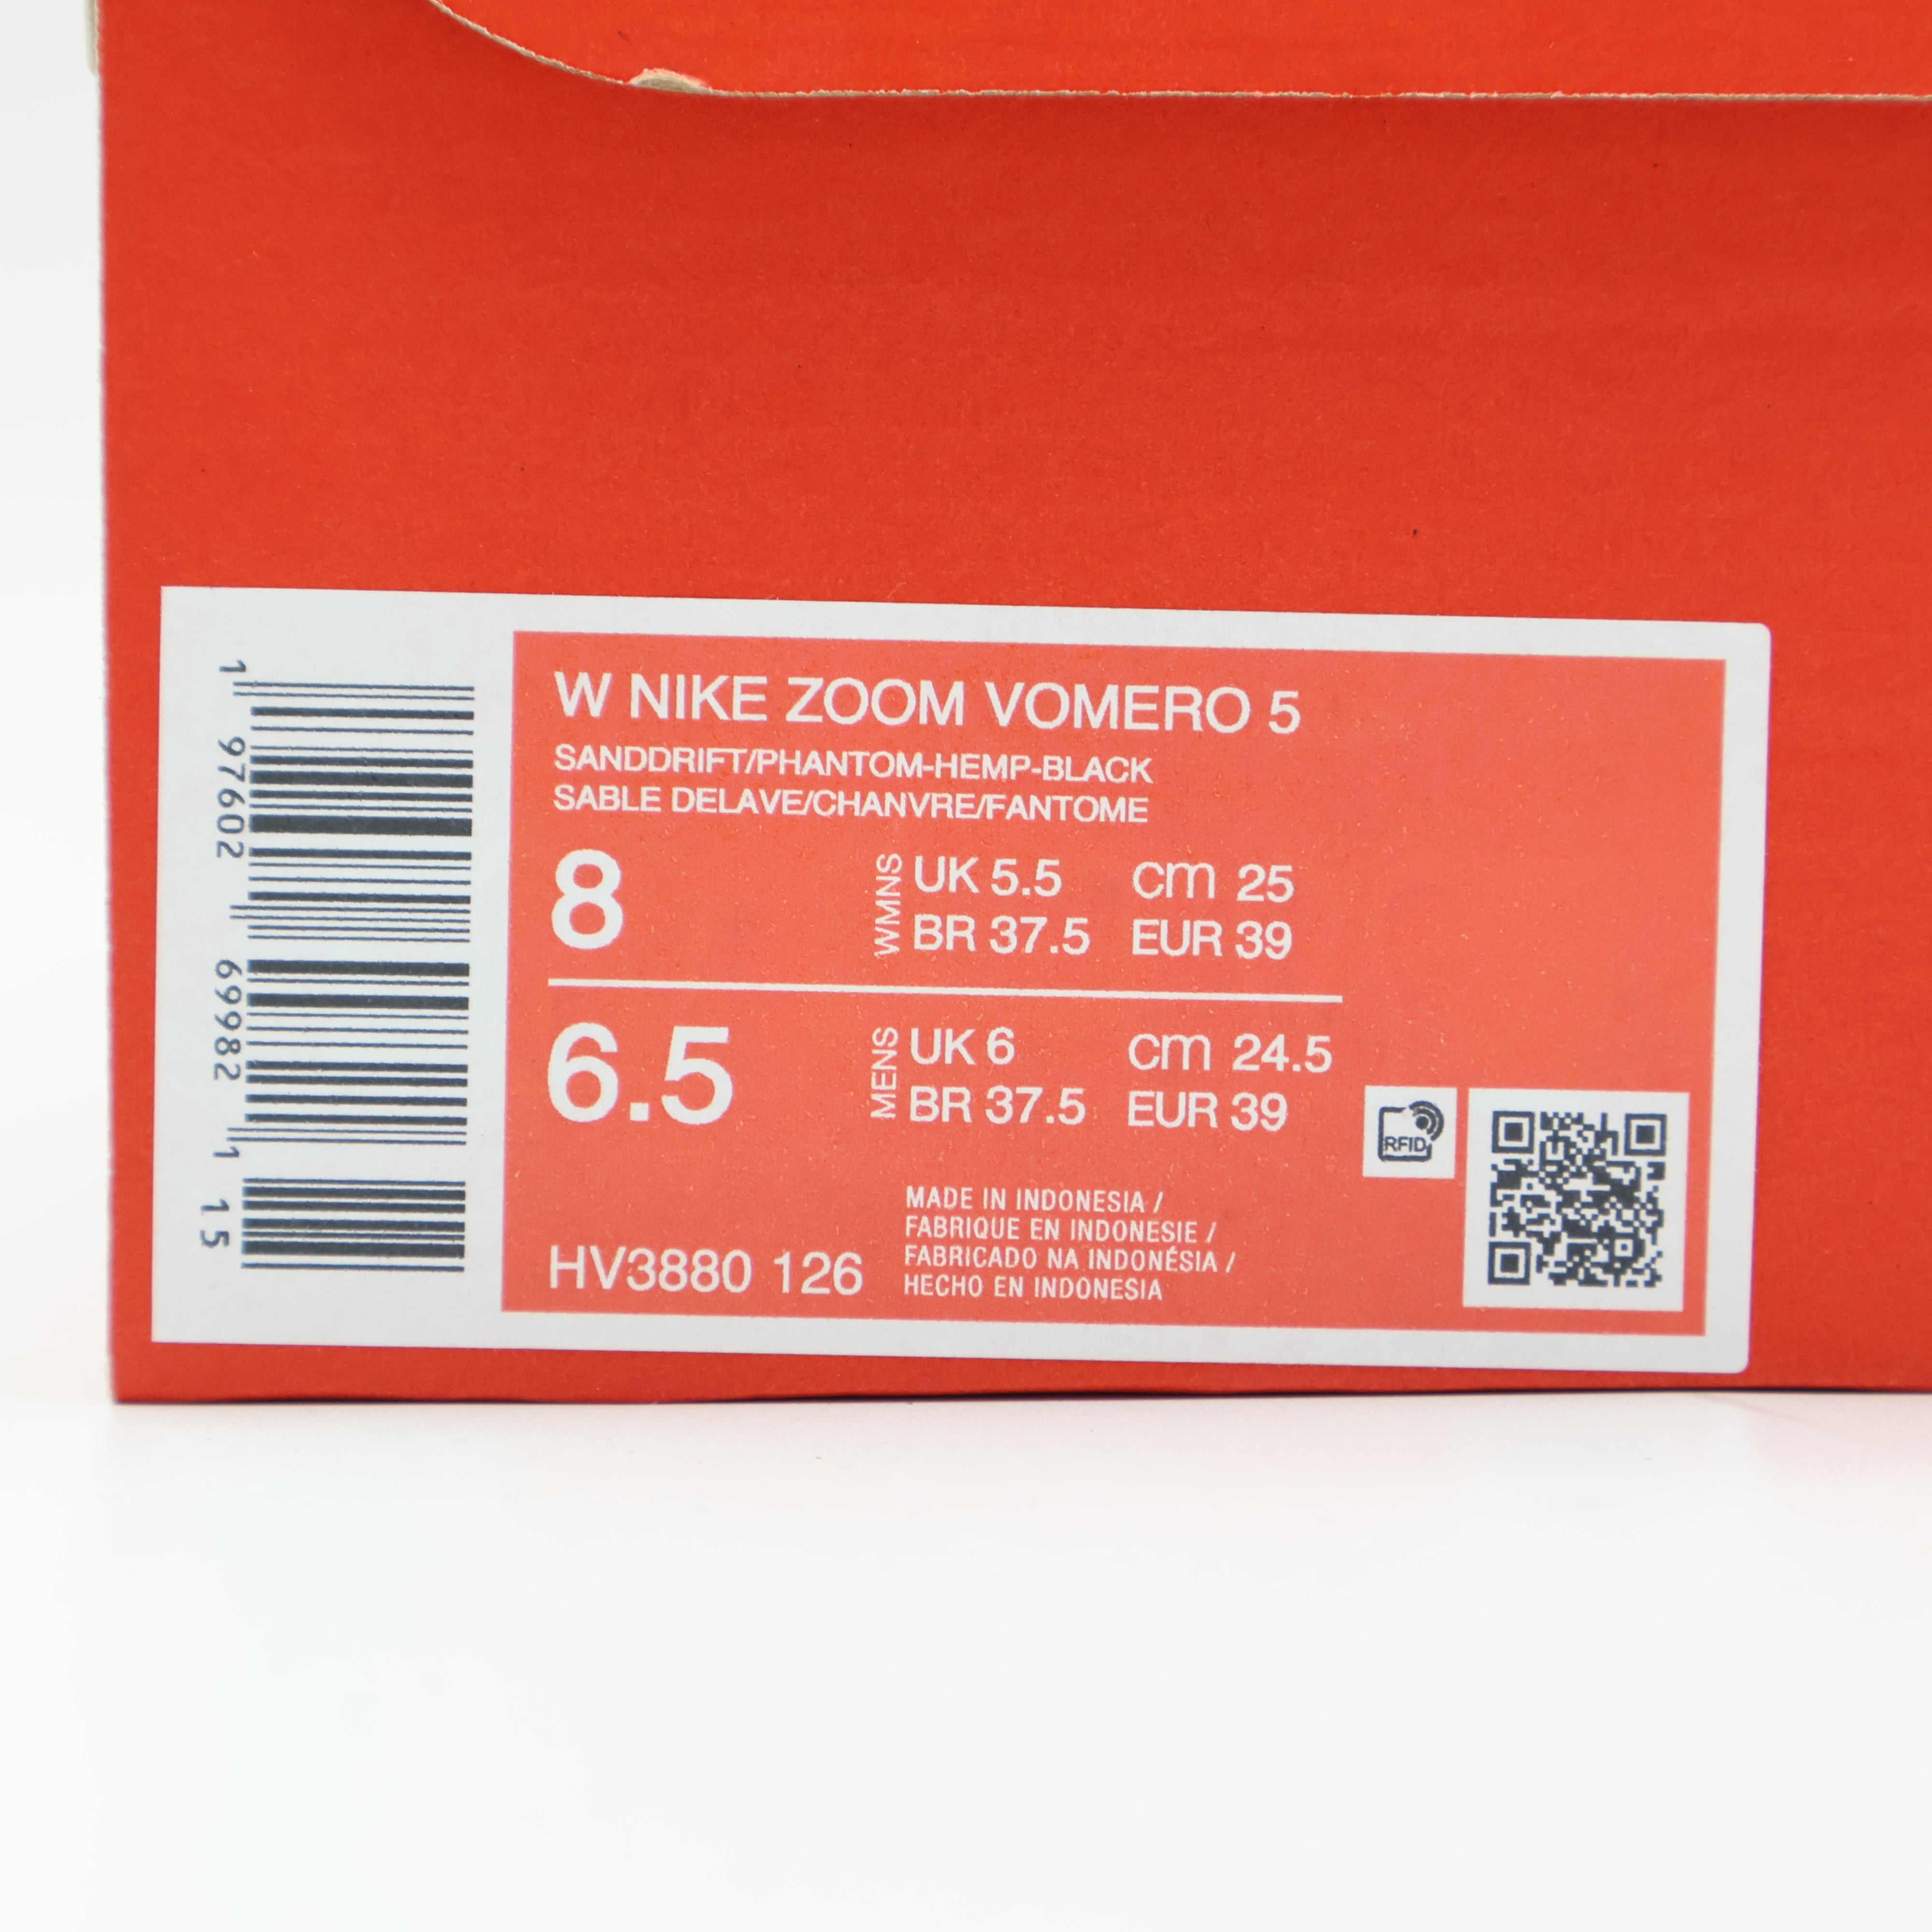 W NIKE ZOOM VOMERO 5
SANDDRIFT/PHANTOM-HEMP-BLACK
SABLE DELAVE/CHANVRE/FANTOME
8
WMNS
UK 5.5 cm 25
BR 37.5 EUR 39
6.5
MENS
UK 6 cm 24.5
BR 37.5 EUR 39
HV3880 126
MADE IN INDONESIA /
FABRIQUE EN INDONESIE /
FABRICADO NA INDONÉSIA /
HECHO EN INDONESIA
RFID
1 97602 69982 1 15